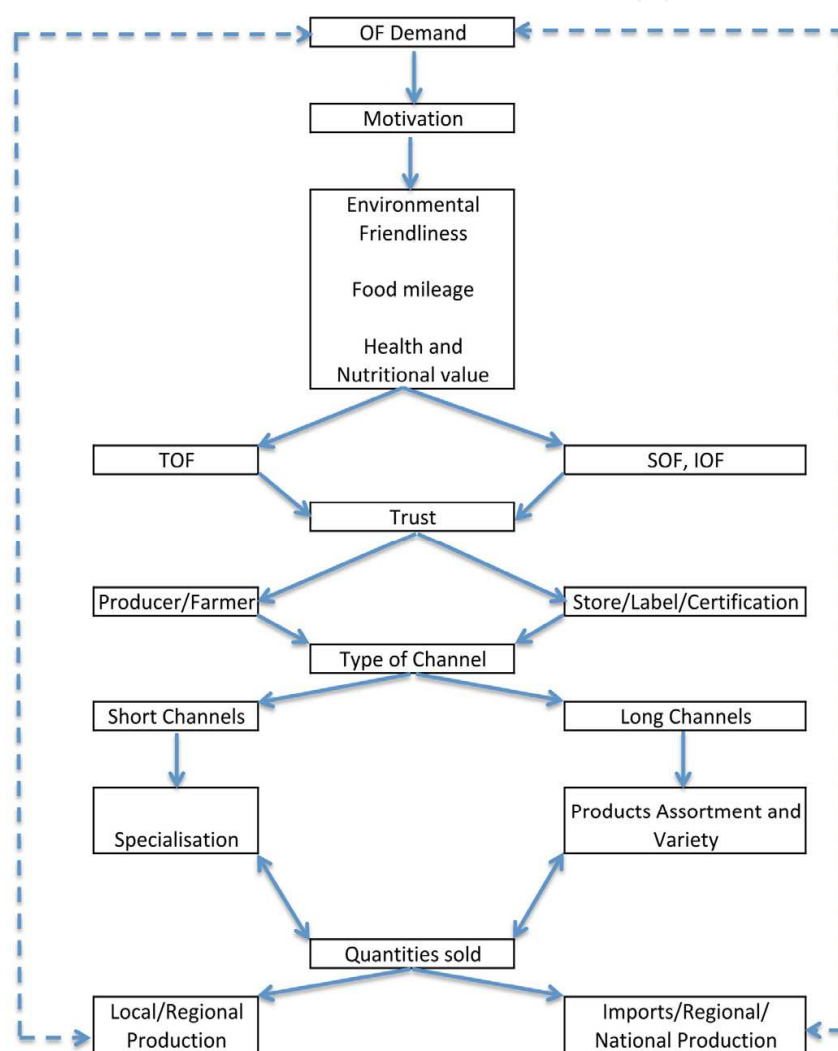 OF Demand
Motivation
Environmental
Friendliness
Food mileage
Health and
Nutritional value
TOF
SOF, IOF
Trust
Producer/Farmer
Store/Label/Certification
Type of Channel
Short Channels
Long Channels
Specialisation
Products Assortment and
Variety
Quantities sold
Local/Regional
Production
Imports/Regional/
National Production